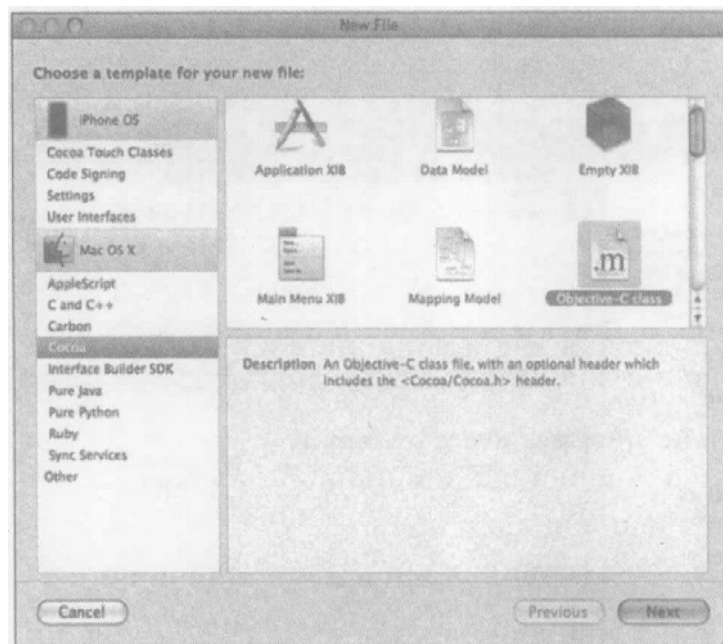 New File
Choose a template for your new file:
iPhone OS
Cocoa Touch Classes
Code Signing
Settings
User Interfaces
Mac OS X
AppleScript
C and C++
Carbon
Cocoa
Interface Builder SDK
Pure Java
Pure Python
Ruby
Sync Services
Other
Application XIB
Data Model
Empty XIB
Main Menu XIB
Mapping Model
.m
Objective-C class
Description An Objective-C class file, with an optional header which
includes the <Cocoa/Cocoa.h> header.
Cancel
Previous
Next